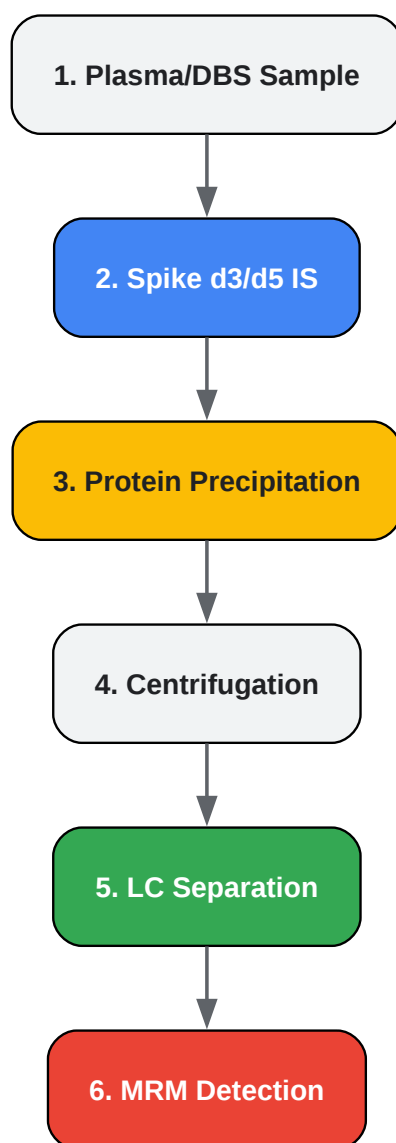 1. Plasma/DBS Sample
2. Spike d3/d5 IS
3. Protein Precipitation
4. Centrifugation
5. LC Separation
6. MRM Detection